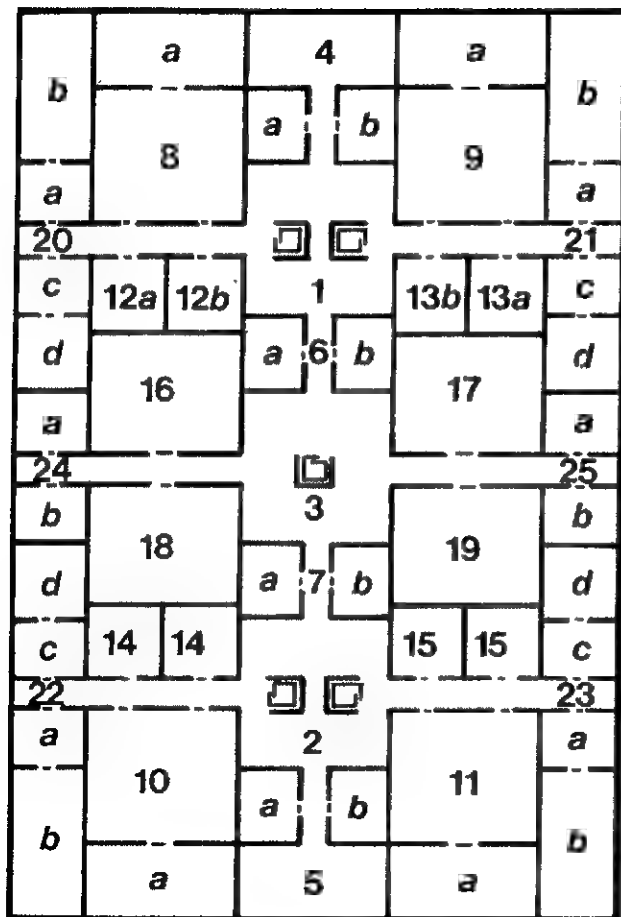 a 4 a
b a b b
8 9
a a
20 21
c 12a 12b 1 13b 13a c
d a 6 b d
16 17
a a
24 25
3
b b
18 19
d a 7 b d
c 14 14 15 15 c
22 23
a 2 a
10 11
a b
b b
a 5 a